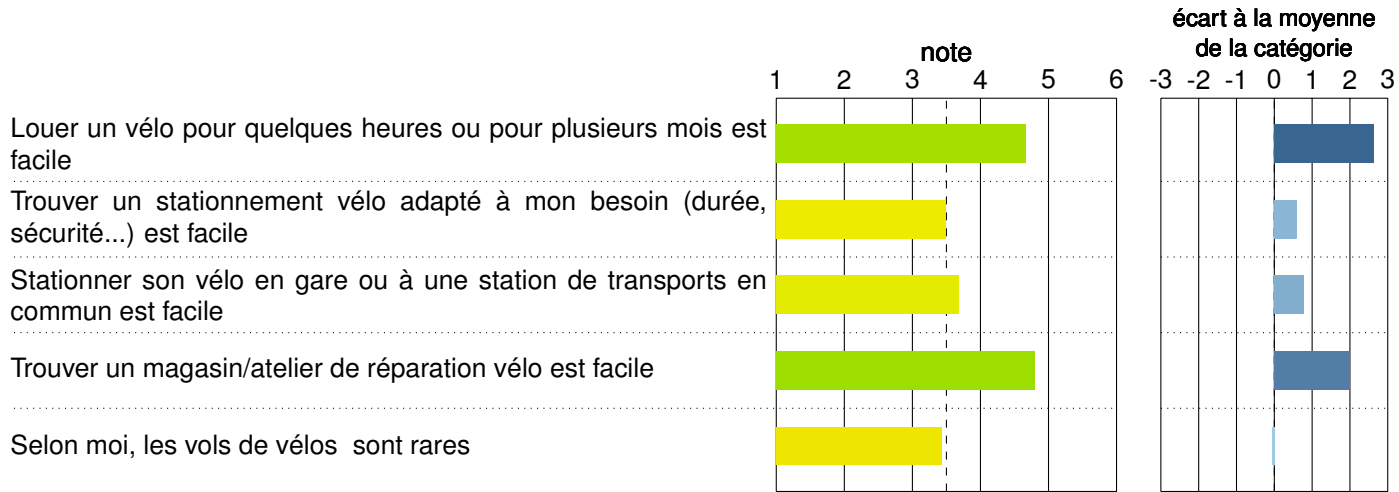 écart à la moyenne
de la catégorie
note
1 2 3 4 5 6
-3 -2 -1 0 1 2 3
Louer un vélo pour quelques heures ou pour plusieurs mois est
facile
Trouver un stationnement vélo adapté à mon besoin (durée,
sécurité...) est facile
Stationner son vélo en gare ou à une station de transports en
commun est facile
Trouver un magasin/atelier de réparation vélo est facile
Selon moi, les vols de vélos sont rares